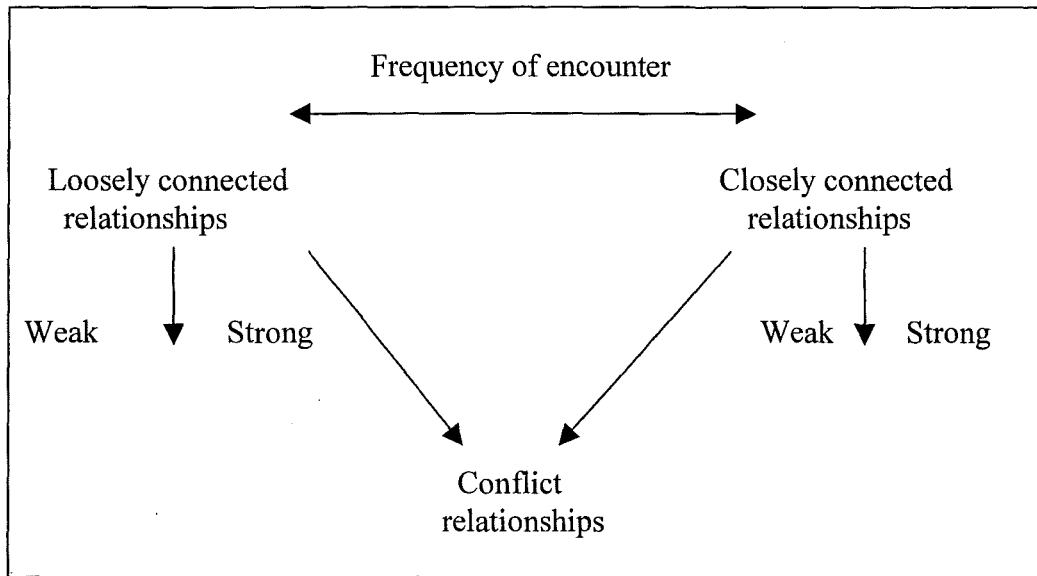 Frequency of encounter
Loosely connected
relationships
Closely connected
relationships
Weak
Strong
Weak
Strong
Conflict
relationships